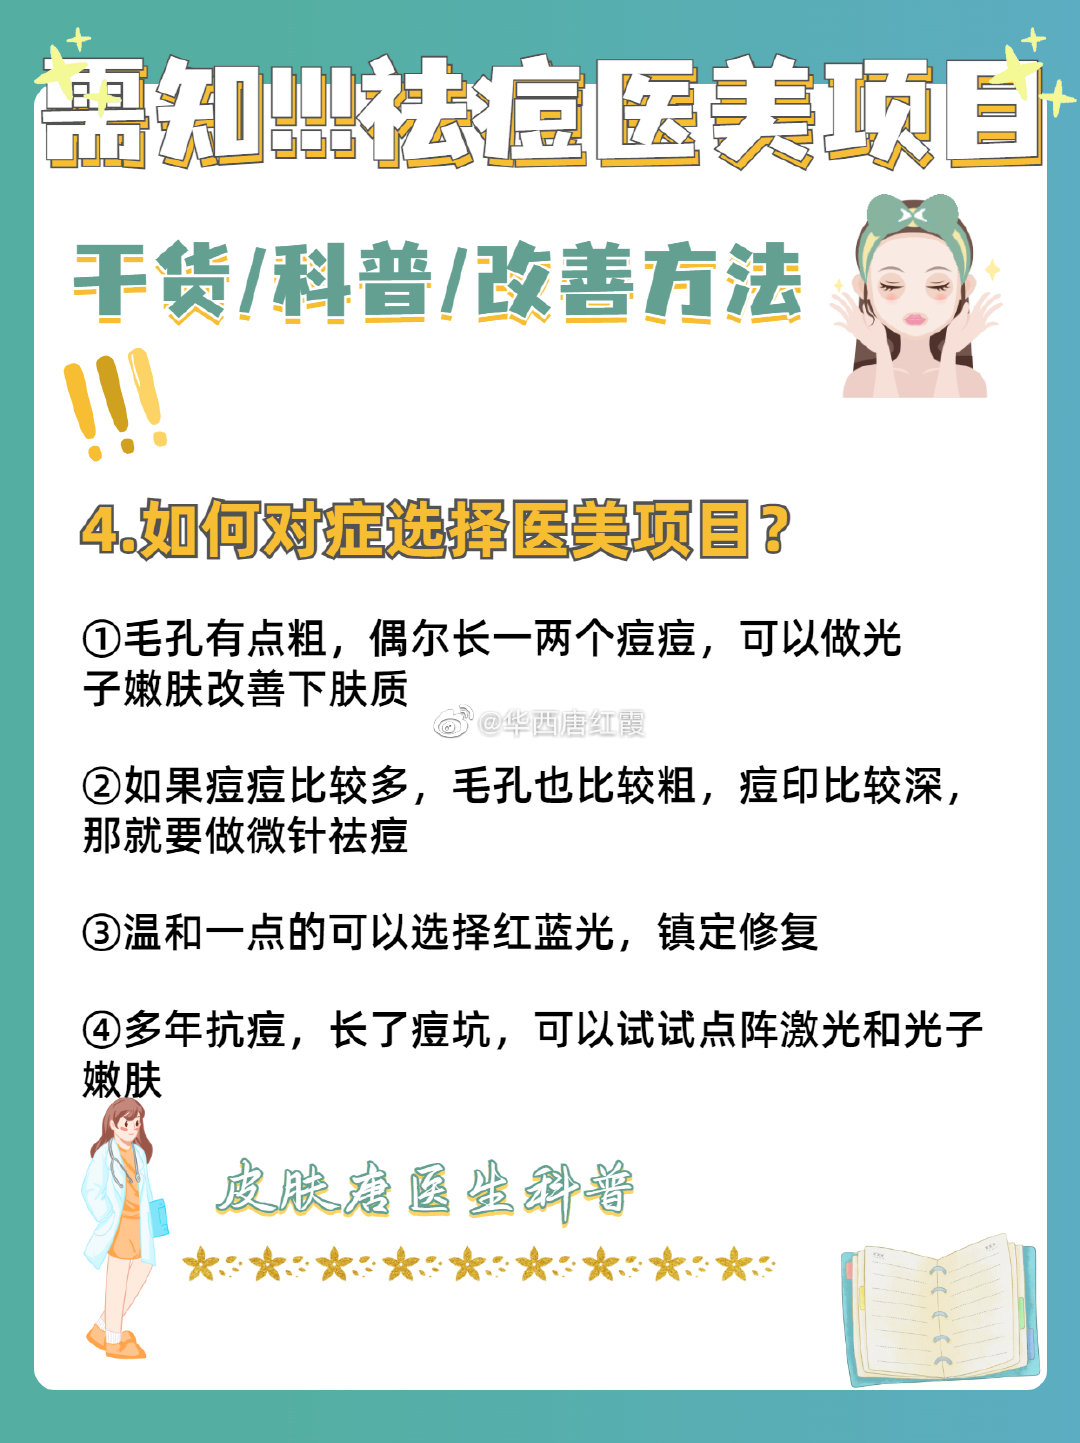 需知!!!祛痘医美项目
干货/科普/改善方法
4.如何对症选择医美项目?
①毛孔有点粗，偶尔长一两个痘痘，可以做光
子嫩肤改善下肤质
@华西唐红霞
②如果痘痘比较多，毛孔也比较粗，痘印比较深，
那就要做微针祛痘
③温和一点的可以选择红蓝光，镇定修复
④多年抗痘，长了痘坑，可以试试点阵激光和光子
嫩肤
皮肤唐医生科普